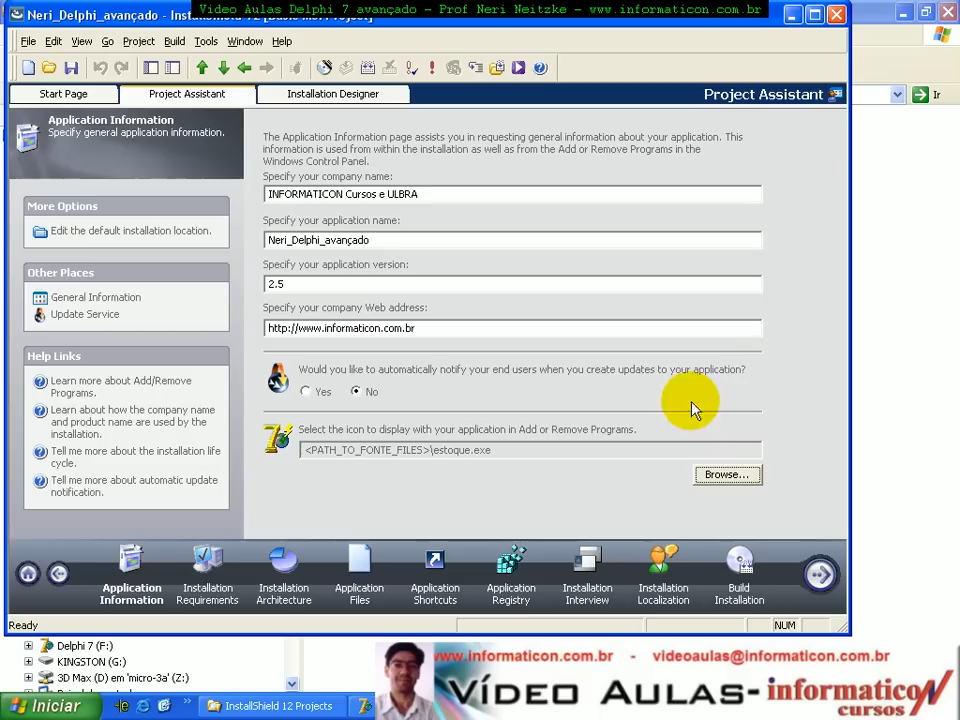 Video Aulas Delphi 7 avançado - Prof Neri Neitzke - www.informaticon.com.br
Neri_Delphi_avançado -
File Edit View Go Project Build Tools Window Help
Start Page Project Assistant Installation Designer Project Assistant
Ir
Application Information
Specify general application information.
More Options
Edit the default installation location.
Other Places
General Information
Update Service
Help Links
Learn more about Add/Remove
Programs.
Learn about how the company name
and product name are used by the
installation.
Tell me more about the installation life
cycle.
Tell me more about automatic update
notification.
The Application Information page assists you in requesting general information about your application. This
information is used from within the installation as well as from the Add or Remove Programs in the
Windows Control Panel.
Specify your company name:
INFORMATICON Cursos e ULBRA
Specify your application name:
Neri_Delphi_avançado
Specify your application version:
2.5
Specify your company Web address:
http://www.informaticon.com.br
Would you like to automatically notify your end users when you create updates to your application?
Yes No
Select the icon to display with your application in Add or Remove Programs.
<PATH_TO_FONTE_FILES>\estoque.exe
Browse...
Application Information
Installation Requirements
Installation Architecture
Application Files
Application Shortcuts
Application Registry
Installation Interview
Installation Localization
Build Installation
Ready
NUM
Delphi 7 (F:)
KINGSTON (G:)
3D Max (D) em 'micro-3a' (Z:)
www.informaticon.com.br - videoaulas@informaticon.com.br
VÍDEO AULAS- informaticon
cursos
Iniciar
InstallShield 12 Projects